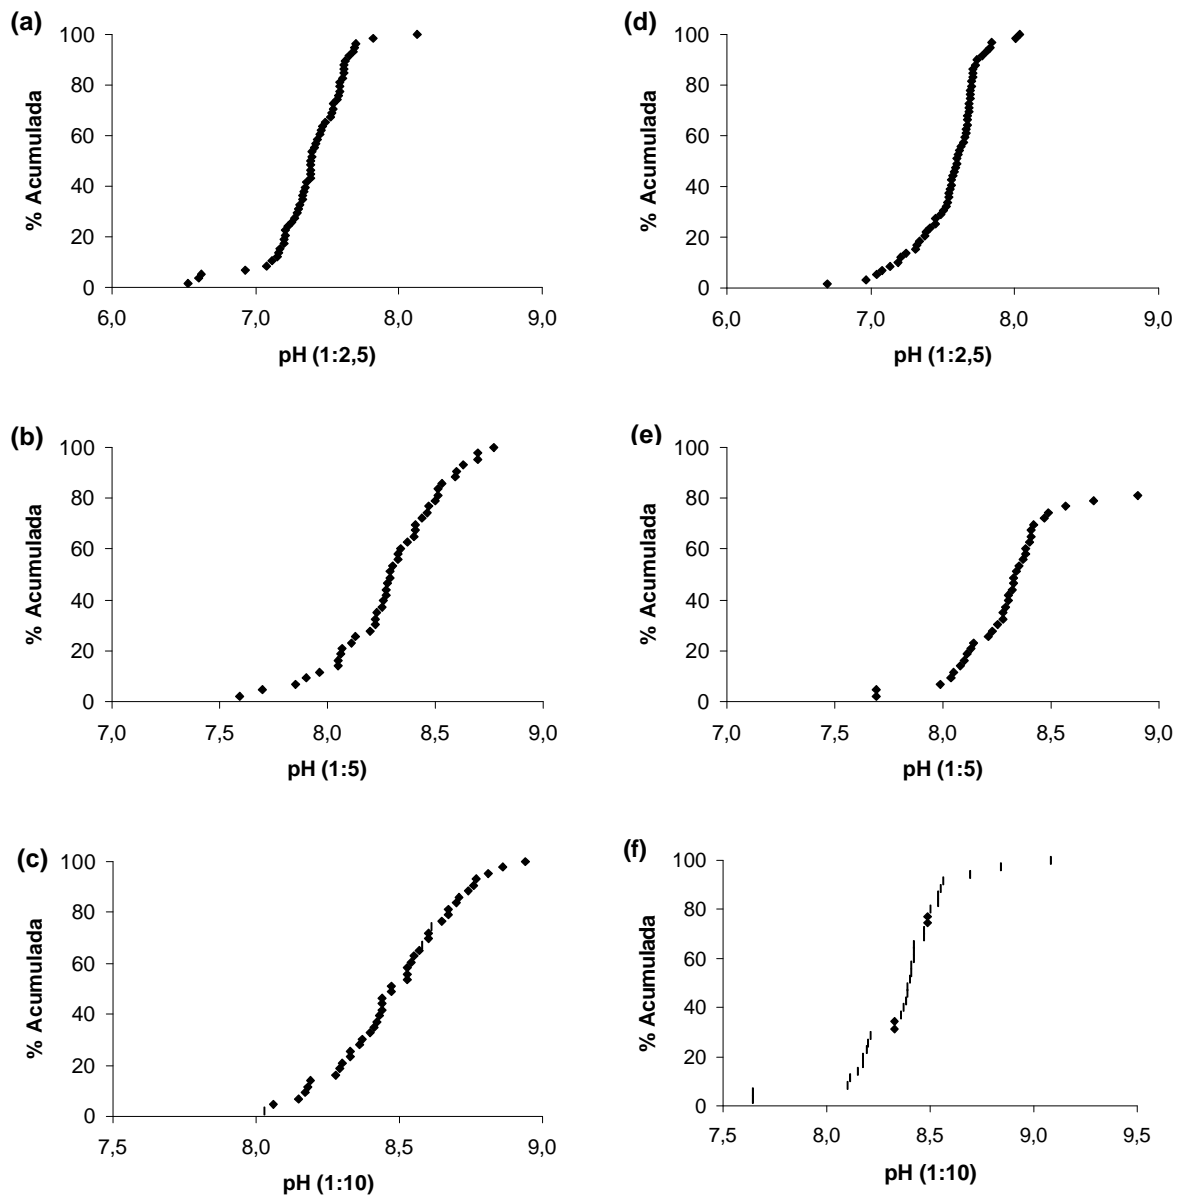 (a)
% Acumulada
100
80
60
40
20
0
6,0 7,0 8,0 9,0
pH (1:2,5)
(d)
% Acumulada
100
80
60
40
20
0
6,0 7,0 8,0 9,0
pH (1:2,5)
(b)
% Acumulada
100
80
60
40
20
0
7,0 7,5 8,0 8,5 9,0
pH (1:5)
(e)
% Acumulada
100
80
60
40
20
0
7,0 7,5 8,0 8,5 9,0
pH (1:5)
(c)
% Acumulada
100
80
60
40
20
0
7,5 8,0 8,5 9,0
pH (1:10)
(f)
% Acumulada
100
80
60
40
20
0
7,5 8,0 8,5 9,0 9,5
pH (1:10)